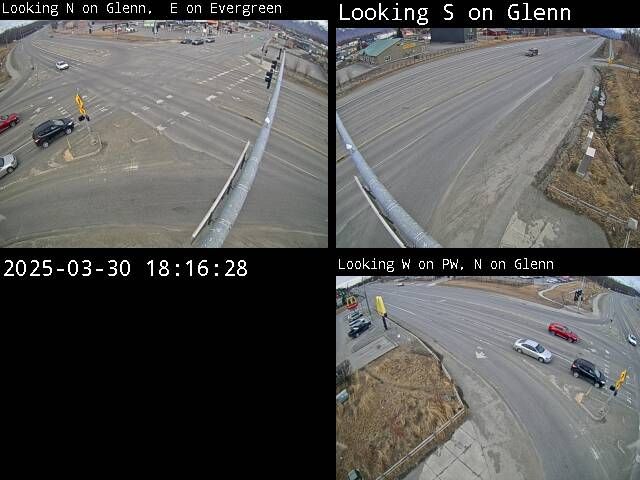 Looking N on Glenn,  E on Evergreen
Looking S on Glenn
2025-03-30 18:16:28
Looking W on PW, N on Glenn